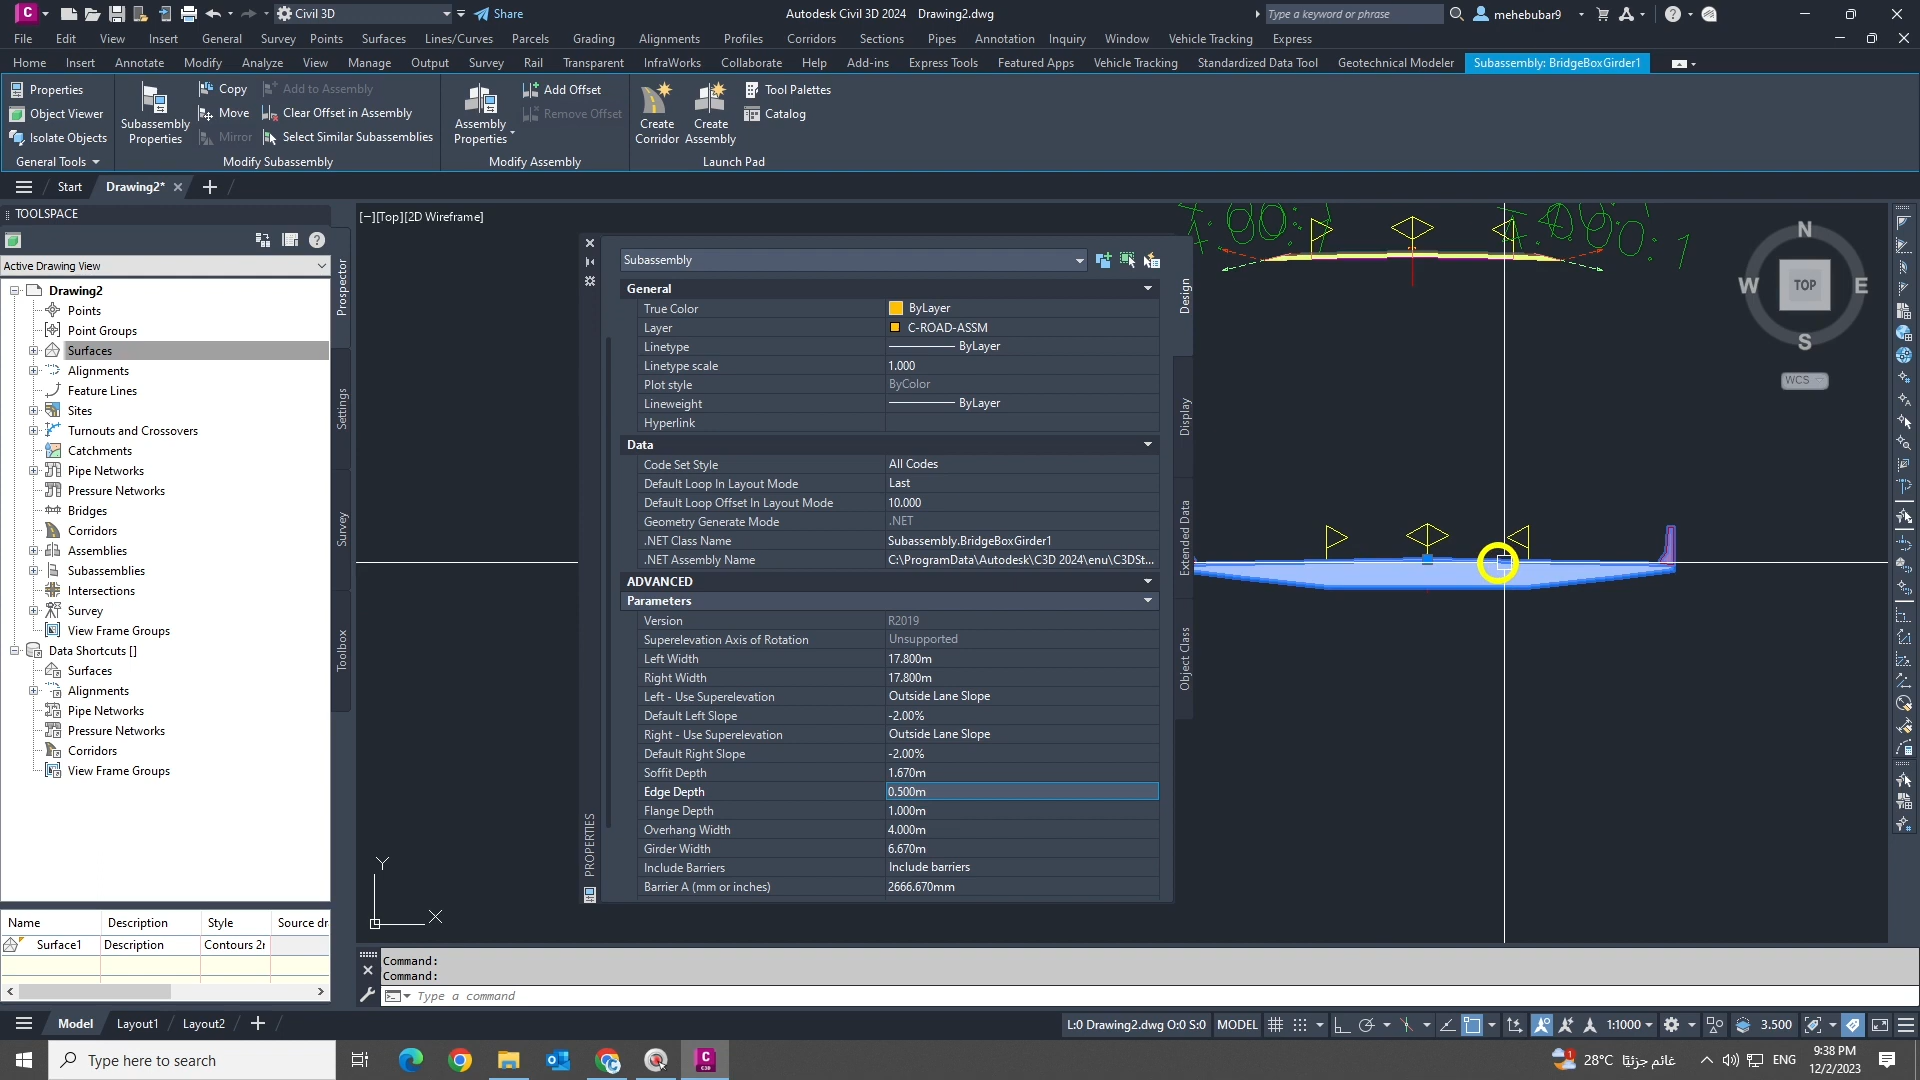 Civil 3D
Share
Autodesk Civil 3D 2024 Drawing2.dwg
Type a keyword or phrase
mehebubar9
File Edit View Insert General Survey Points Surfaces Lines/Curves Parcels Grading Alignments Profiles Corridors Sections Pipes Annotation Inquiry Window Vehicle Tracking Express
Home Insert Annotate Modify Analyze View Manage Output Survey Rail Transparent InfraWorks Collaborate Help Add-ins Express Tools Featured Apps Vehicle Tracking Standardized Data Tool Geotechnical Modeler Subassembly: BridgeBoxGirder1
Properties
Object Viewer
Isolate Objects
General Tools
Subassembly
Properties
Copy
Move
Mirror
Add to Assembly
Clear Offset in Assembly
Select Similar Subassemblies
Modify Subassembly
Assembly
Properties
Add Offset
Remove Offset
Modify Assembly
Create
Corridor
Create
Assembly
Tool Palettes
Catalog
Launch Pad
Start Drawing2*
TOOLSPACE
Active Drawing View
Drawing2
Points
Point Groups
Surfaces
Alignments
Feature Lines
Sites
Turnouts and Crossovers
Catchments
Pipe Networks
Pressure Networks
Bridges
Corridors
Assemblies
Subassemblies
Intersections
Survey
View Frame Groups
Data Shortcuts []
Surfaces
Alignments
Pipe Networks
Pressure Networks
Corridors
View Frame Groups
Prospector
Settings
Survey
Toolbox
Name Description Style Source dr
Surface1 Description Contours 2r
[−][Top][2D Wireframe]
Subassembly
General
True Color ByLayer
Layer C-ROAD-ASSM
Linetype ByLayer
Linetype scale 1.000
Plot style ByColor
Lineweight ByLayer
Hyperlink
Data
Code Set Style All Codes
Default Loop In Layout Mode Last
Default Loop Offset In Layout Mode 10.000
Geometry Generate Mode .NET
.NET Class Name Subassembly.BridgeBoxGirder1
.NET Assembly Name C:\ProgramData\Autodesk\C3D 2024\enu\C3DSt...
ADVANCED
Parameters
Version R2019
Superelevation Axis of Rotation Unsupported
Left Width 17.800m
Right Width 17.800m
Left - Use Superelevation Outside Lane Slope
Default Left Slope -2.00%
Right - Use Superelevation Outside Lane Slope
Default Right Slope -2.00%
Soffit Depth 1.670m
Edge Depth 0.500m
Flange Depth 1.000m
Overhang Width 4.000m
Girder Width 6.670m
Include Barriers Include barriers
Barrier A (mm or inches) 2666.670mm
PROPERTIES
Design
Display
Extended Data
Object Class
N
W TOP E
S
WCS
Y
X
Command:
Command:
Type a command
Model Layout1 Layout2
L:0 Drawing2.dwg O:0 S:0 MODEL 1:1000 3.500
Type here to search
28°C غائم جزئيًا
ENG
9:38 PM
12/2/2023